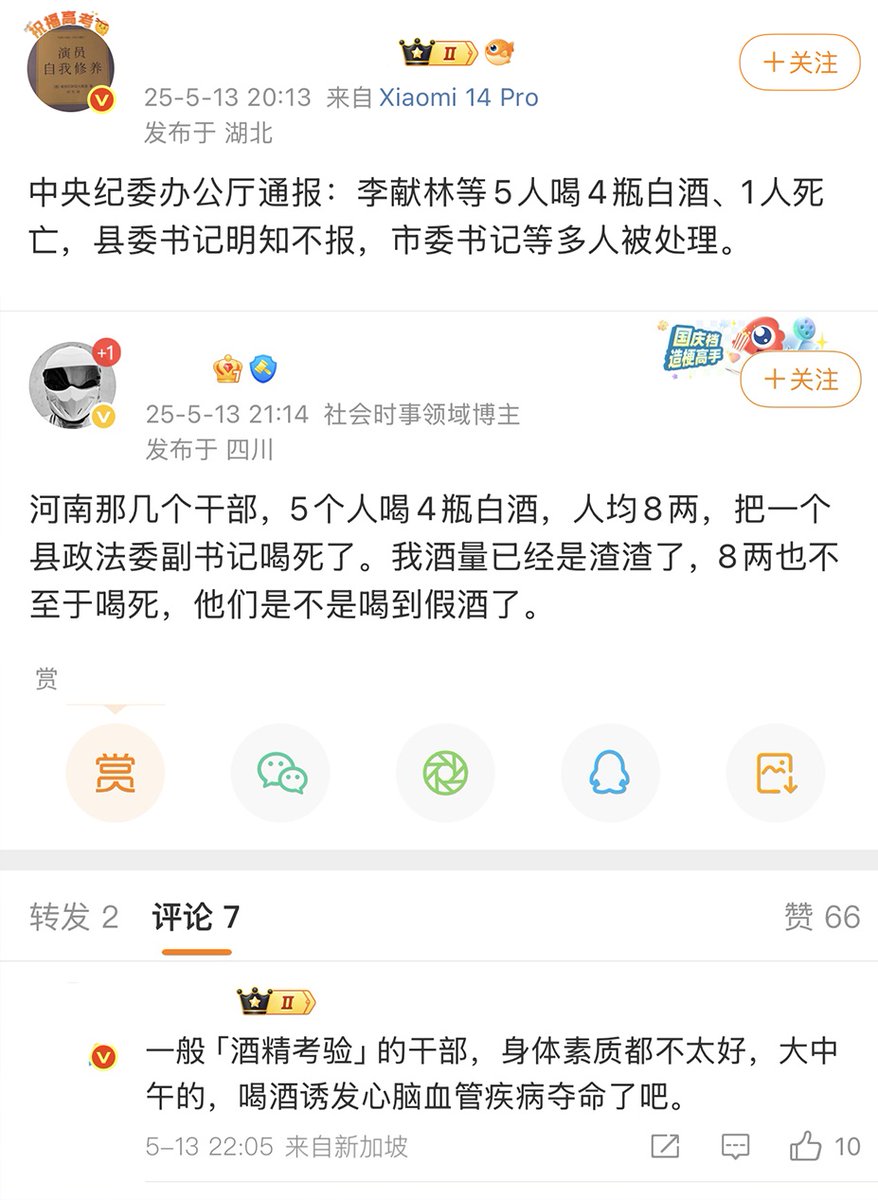 祝福高考
演员
自我修养
II
+关注
25-5-13 20:13 来自 Xiaomi 14 Pro
发布于 湖北
中央纪委办公厅通报：李献林等5人喝4瓶白酒、1人死
亡，县委书记明知不报，市委书记等多人被处理。
+1
国庆档
造梗高手
+关注
25-5-13 21:14 社会时事领域博主
发布于 四川
河南那几个干部，5个人喝4瓶白酒，人均8两，把一个
县政法委副书记喝死了。我酒量已经是渣渣了，8两也不
至于喝死，他们是不是喝到假酒了。
赏
赏
转发 2 评论 7 赞 66
II
一般「酒精考验」的干部，身体素质都不太好，大中
午的，喝酒诱发心脑血管疾病夺命了吧。
5-13 22:05 来自新加坡 10